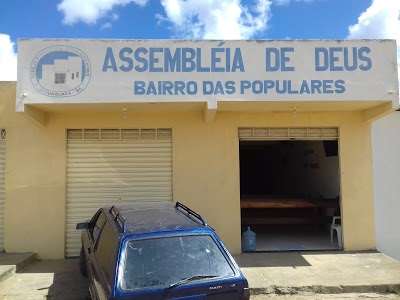 ASSEMBLÉIA DE DEUS
BAIRRO DAS POPULARES